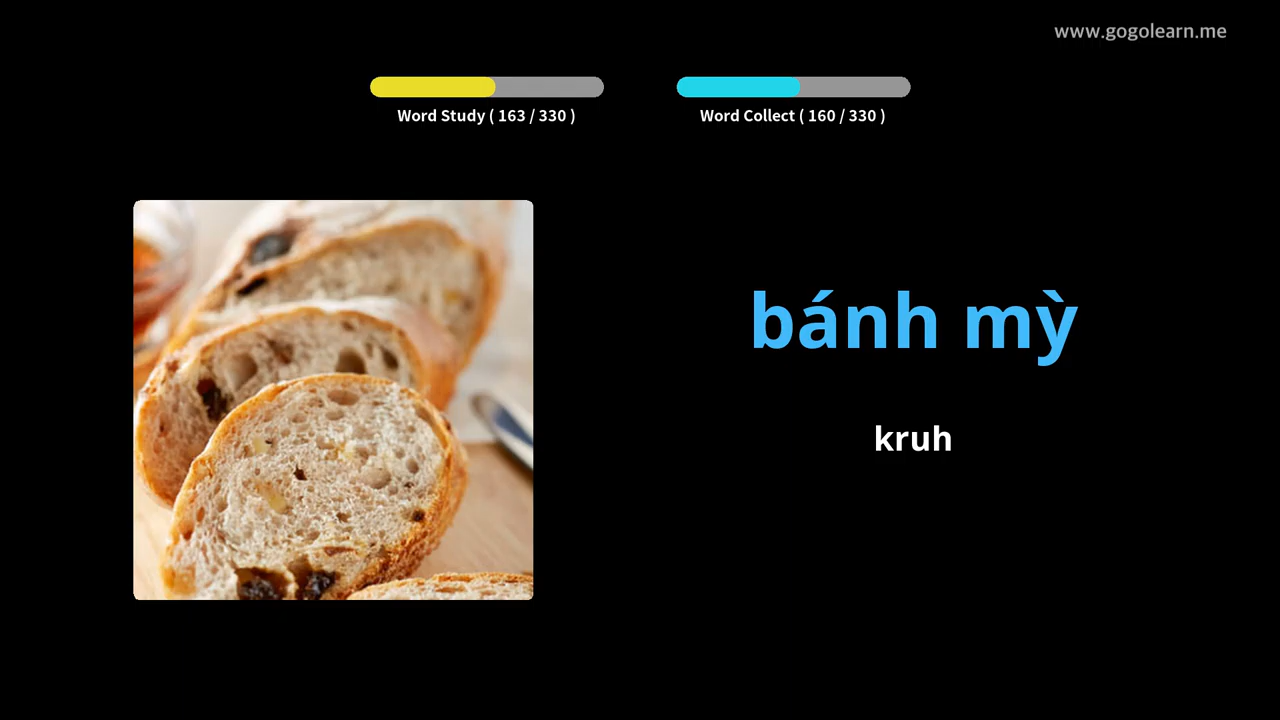 www.gogolearn.me
Word Study ( 163 / 330 )
Word Collect ( 160 / 330 )
bánh mỳ
kruh